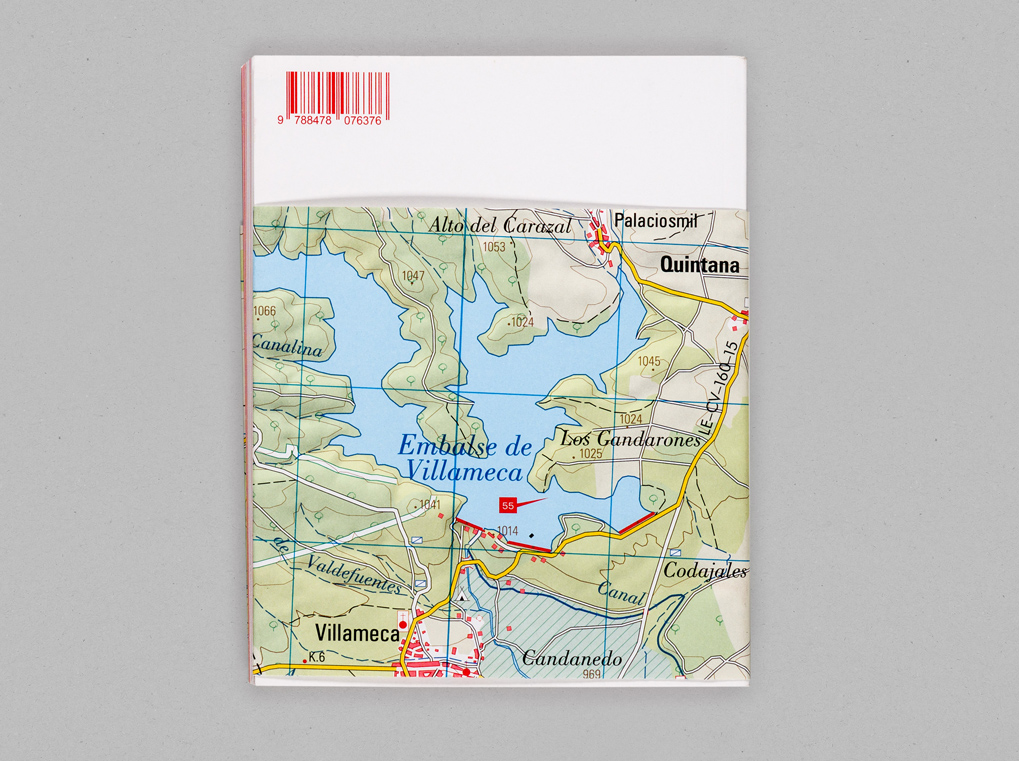 9 788478 076376
Alto del Carazal
Palaciosmil
1053
Quintana
1047
1066
1024
Canalina
1045
LE-CV-160-15
1024
Embalse de
Villameca
Los Gandarones
1025
1041
55
1014
de
Valdefuentes
Codajales
Canal
Villameca
K.6
Candanedo
969